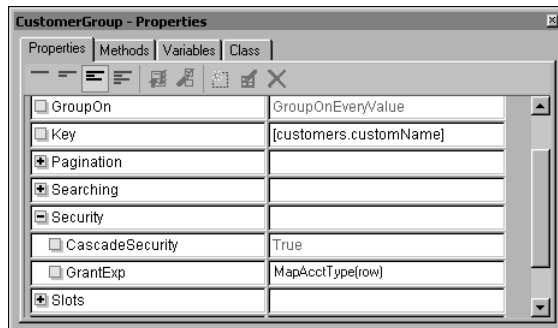 CustomerGroup - Properties
Properties Methods Variables Class
GroupOn GroupOnEveryValue
Key [customers.customName]
Pagination
Searching
Security
CascadeSecurity True
GrantExp MapAcctType(row)
Slots